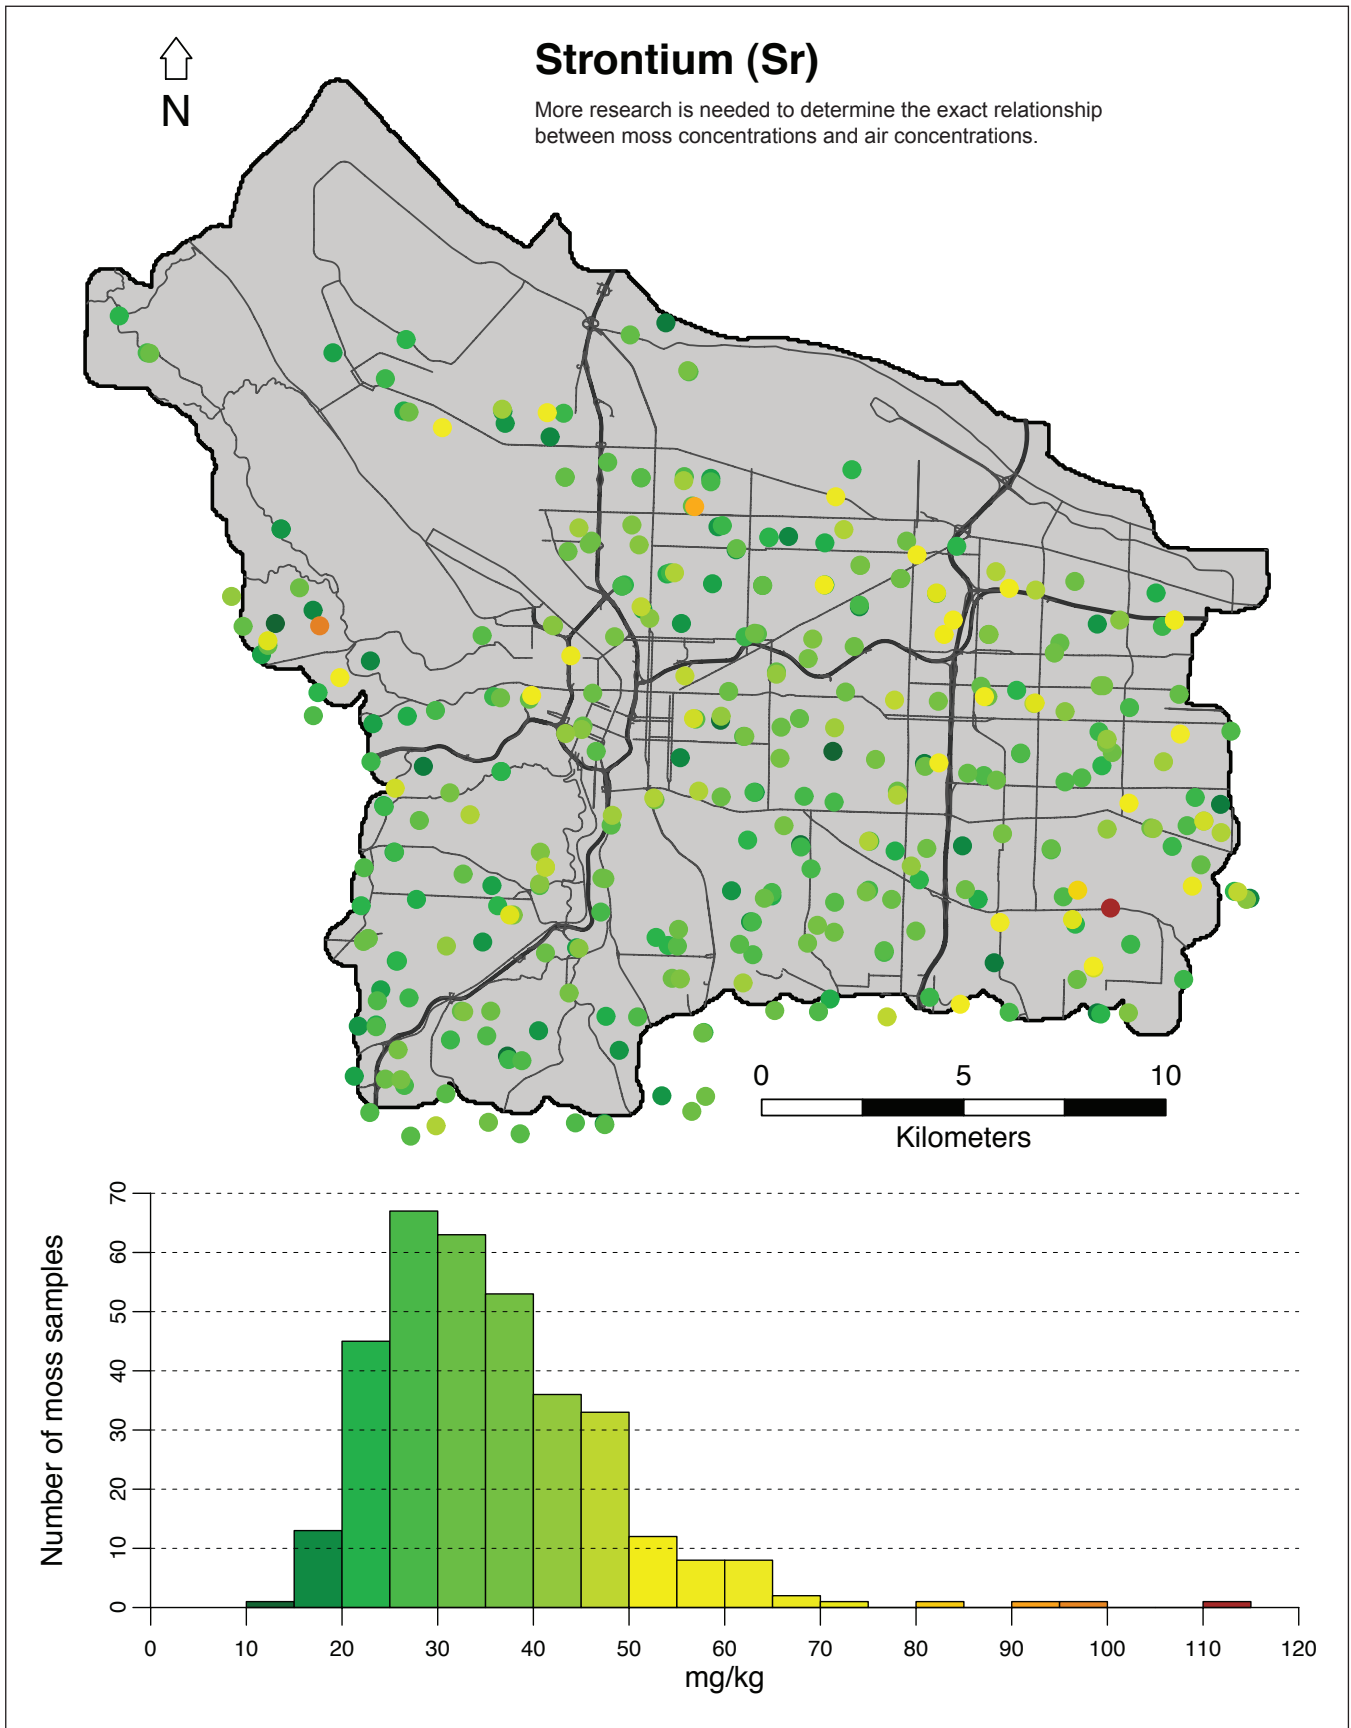 Strontium (Sr)
More research is needed to determine the exact relationship
between moss concentrations and air concentrations.
N
0 5 10
Kilometers
Number of moss samples
70
60
50
40
30
20
10
0
0 10 20 30 40 50 60 70 80 90 100 110 120
mg/kg